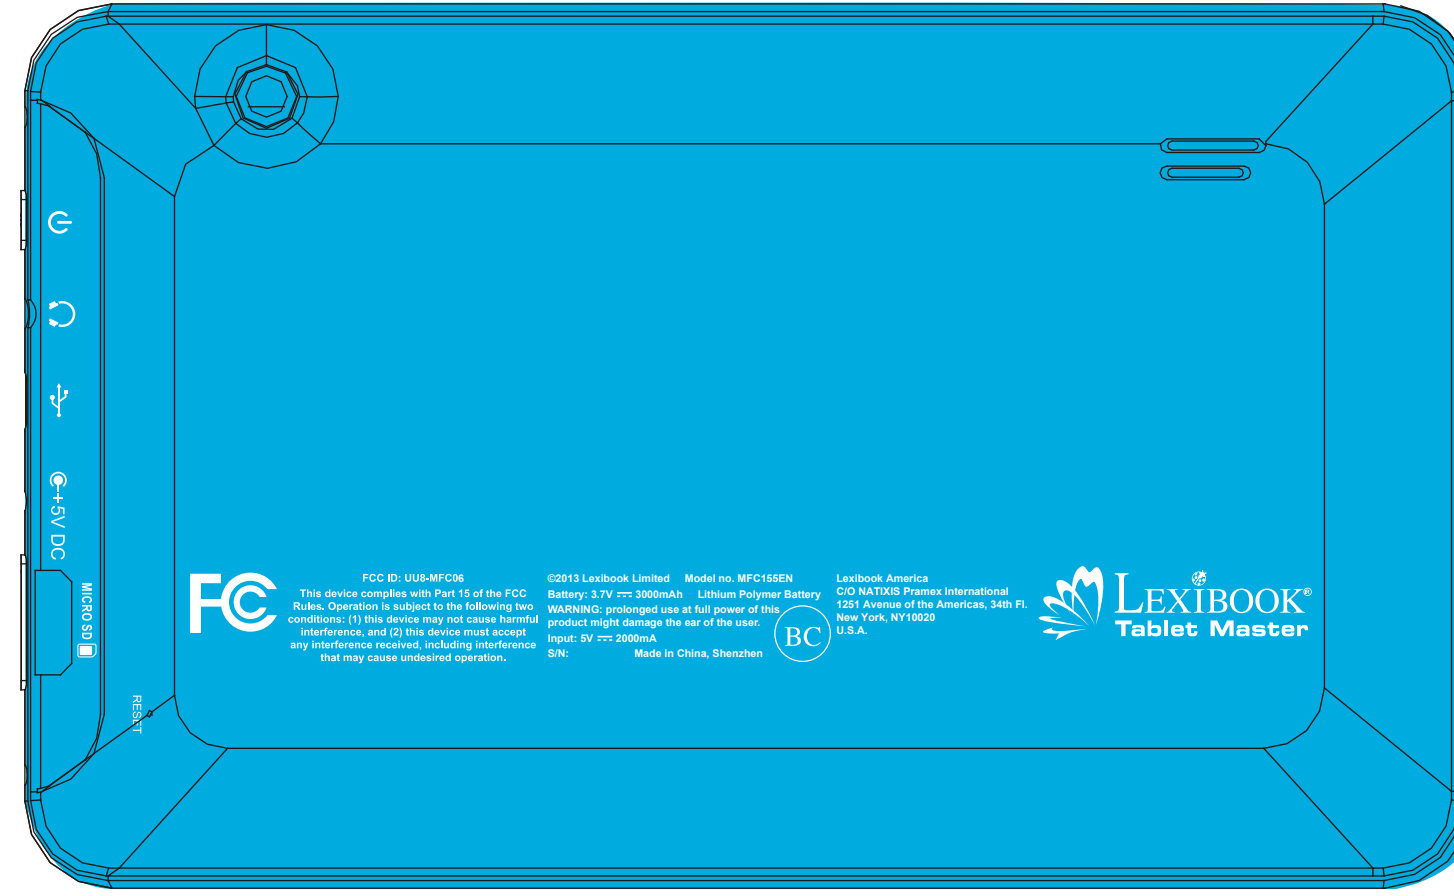 +5V DC
MICRO SD
RESET
FC
FCC ID: UU8-MFC06
This device complies with Part 15 of the FCC
Rules. Operation is subject to the following two
conditions: (1) this device may not cause harmful
interference, and (2) this device must accept
any interference received, including interference
that may cause undesired operation.
©2013 Lexibook Limited Model no. MFC155EN
Battery: 3.7V ⎓ 3000mAh Lithium Polymer Battery
WARNING: prolonged use at full power of this
product might damage the ear of the user.
Input: 5V ⎓ 2000mA
S/N: Made in China, Shenzhen
BC
Lexibook America
C/O NATIXIS Pramex International
1251 Avenue of the Americas, 34th Fl.
New York, NY10020
U.S.A.
LEXIBOOK®
Tablet Master